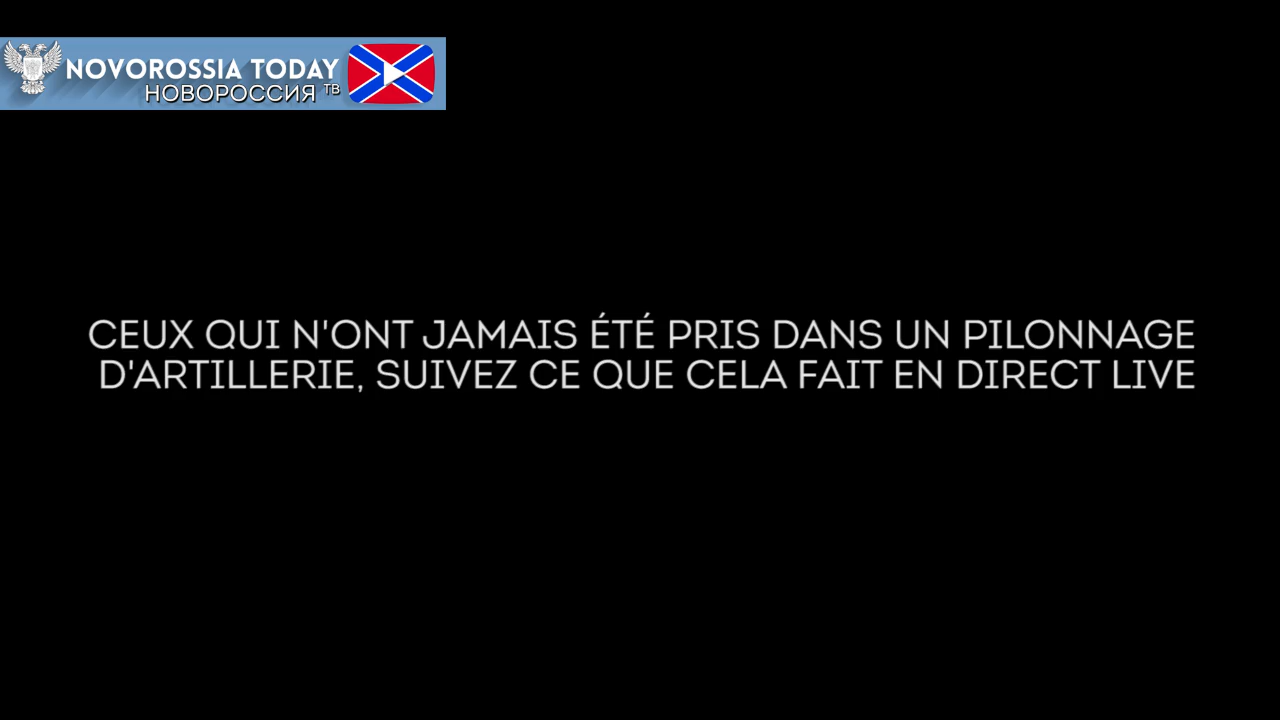 NOVOROSSIA TODAY
НОВОРОССИЯ ТВ
CEUX QUI N'ONT JAMAIS ÉTÉ PRIS DANS UN PILONNAGE
D'ARTILLERIE, SUIVEZ CE QUE CELA FAIT EN DIRECT LIVE